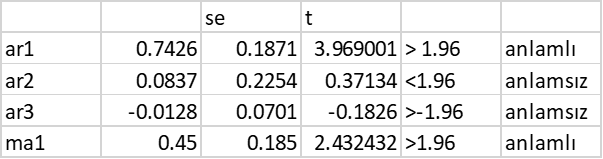 se t
ar1 0.7426 0.1871 3.969001 > 1.96 anlamlı
ar2 0.0837 0.2254 0.37134 <1.96 anlamsız
ar3 -0.0128 0.0701 -0.1826 >-1.96 anlamsız
ma1 0.45 0.185 2.432432 >1.96 anlamlı